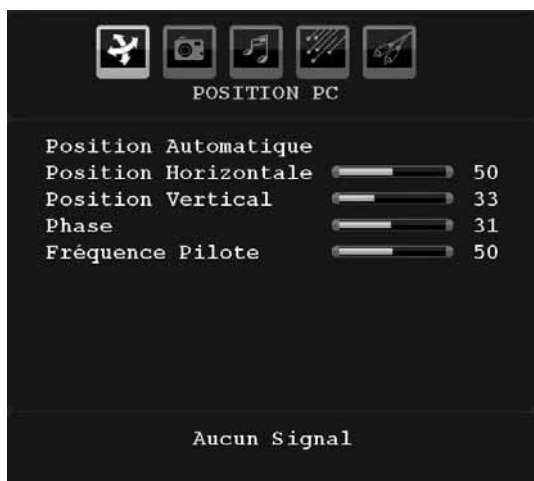 POSITION PC
Position Automatique
Position Horizontale 50
Position Vertical 33
Phase 31
Fréquence Pilote 50
Aucun Signal